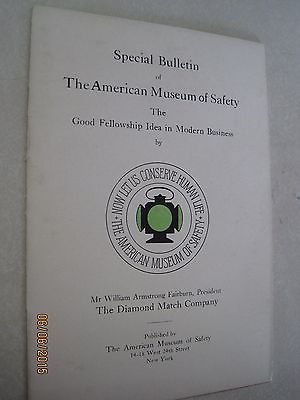 Special Bulletin
of
The American Museum of Safety
The
Good Fellowship Idea in Modern Business
by
NOW LET US CONSERVE HUMAN LIFE
THE AMERICAN MUSEUM OF SAFETY
Mr William Armstrong Fairburn, President
The Diamond Match Company
Published by
The American Museum of Safety
14-18 West 24th Street
New York
06/06/2015